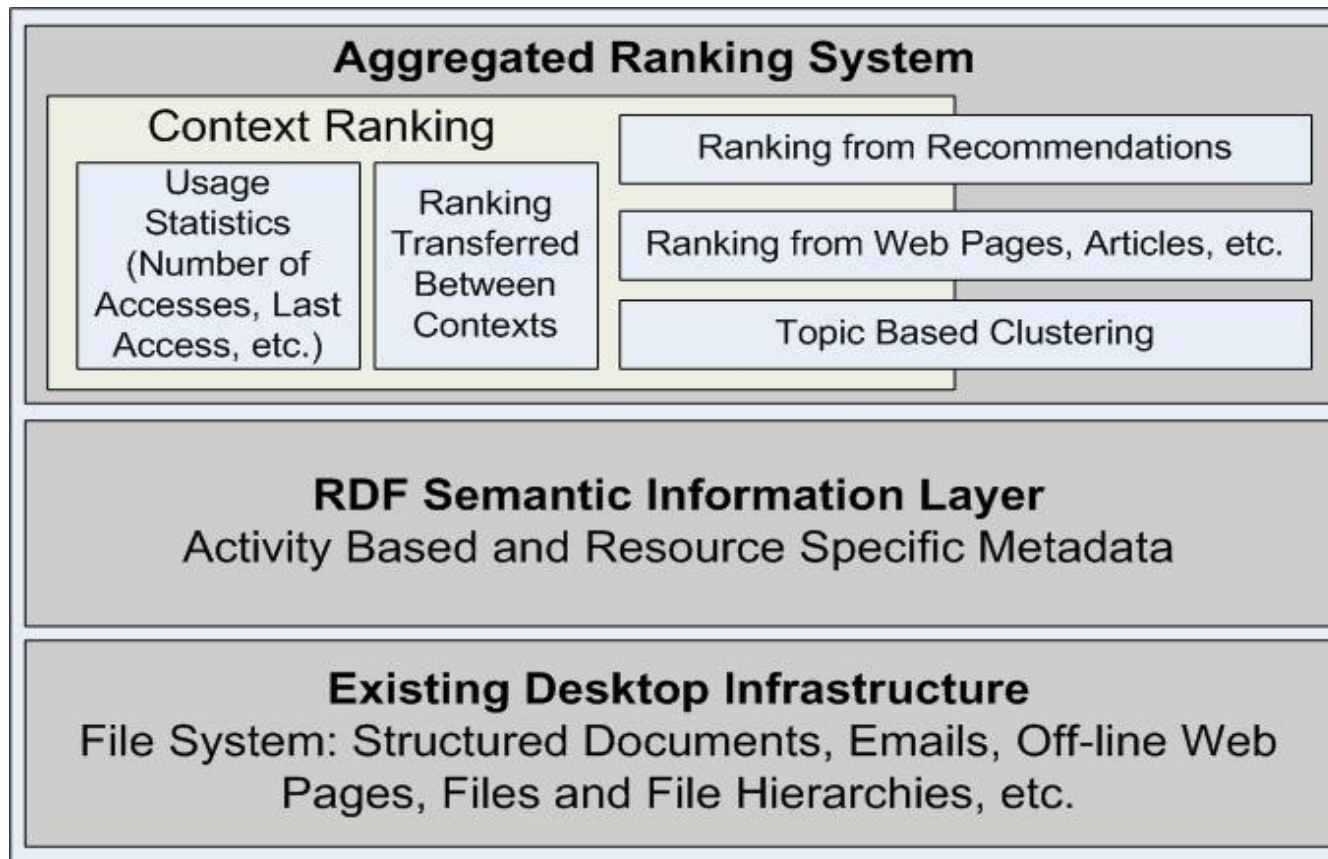 Aggregated Ranking System
Context Ranking
Usage
Statistics
(Number of
Accesses, Last
Access, etc.)
Ranking
Transferred
Between
Contexts
Ranking from Recommendations
Ranking from Web Pages, Articles, etc.
Topic Based Clustering
RDF Semantic Information Layer
Activity Based and Resource Specific Metadata
Existing Desktop Infrastructure
File System: Structured Documents, Emails, Off-line Web
Pages, Files and File Hierarchies, etc.